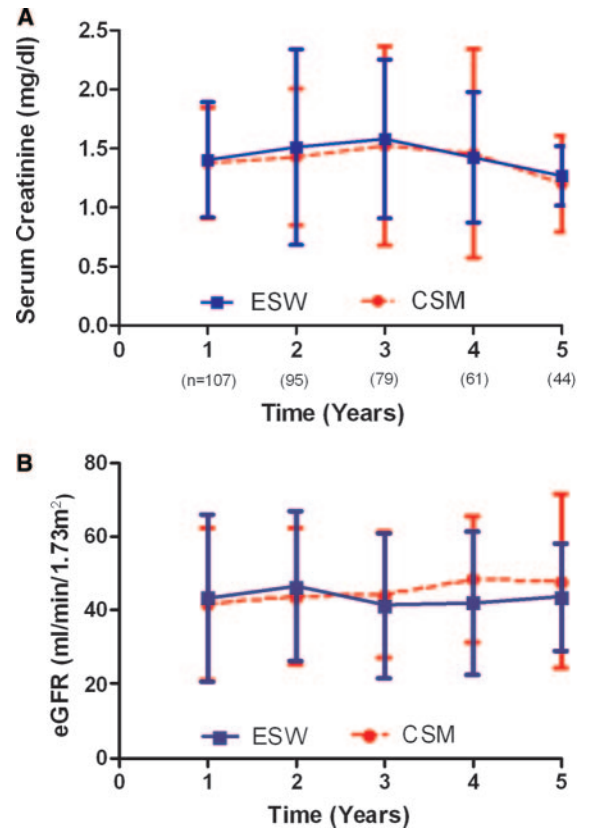 A
Serum Creatinine (mg/dl)
2.5
2.0
1.5
1.0
0.5
0.0
ESW CSM
0 1 2 3 4 5
(n=107) (95) (79) (61) (44)
Time (Years)
B
eGFR (ml/min/1.73m²)
80
60
40
20
0
ESW CSM
0 1 2 3 4 5
Time (Years)